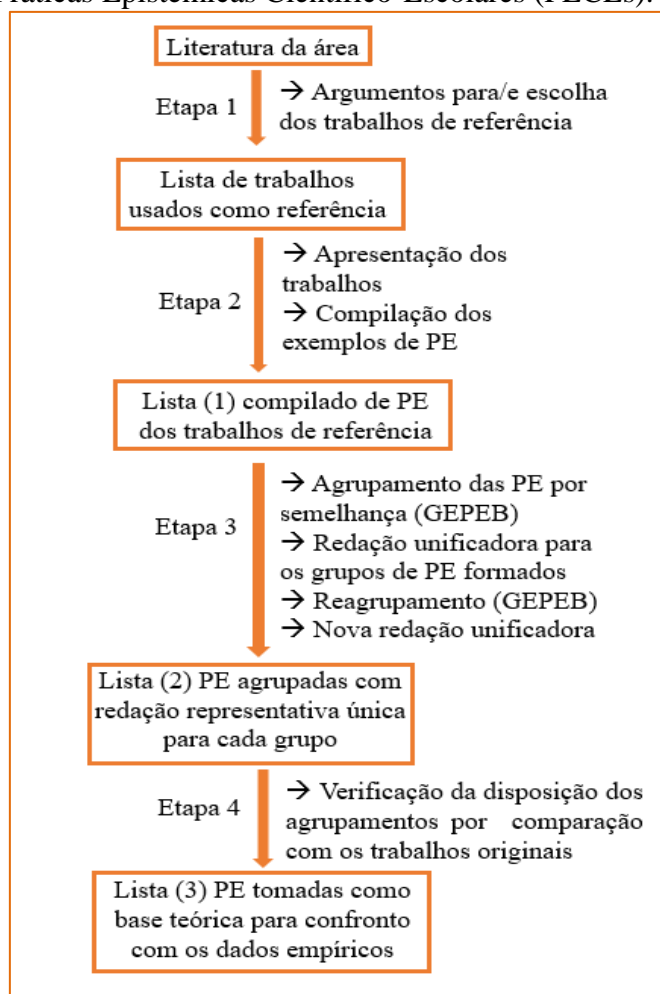 Práticas Epistêmicas Científico-Escolares (PECEs).
Literatura da área
Etapa 1
→ Argumentos para/e escolha
dos trabalhos de referência
Lista de trabalhos
usados como referência
Etapa 2
→ Apresentação dos
trabalhos
→ Compilação dos
exemplos de PE
Lista (1) compilado de PE
dos trabalhos de referência
Etapa 3
→ Agrupamento das PE por
semelhança (GEPEB)
→ Redação unificadora para
os grupos de PE formados
→ Reagrupamento (GEPEB)
→ Nova redação unificadora
Lista (2) PE agrupadas com
redação representativa única
para cada grupo
Etapa 4
→ Verificação da disposição dos
agrupamentos por comparação
com os trabalhos originais
Lista (3) PE tomadas como
base teórica para confronto
com os dados empíricos